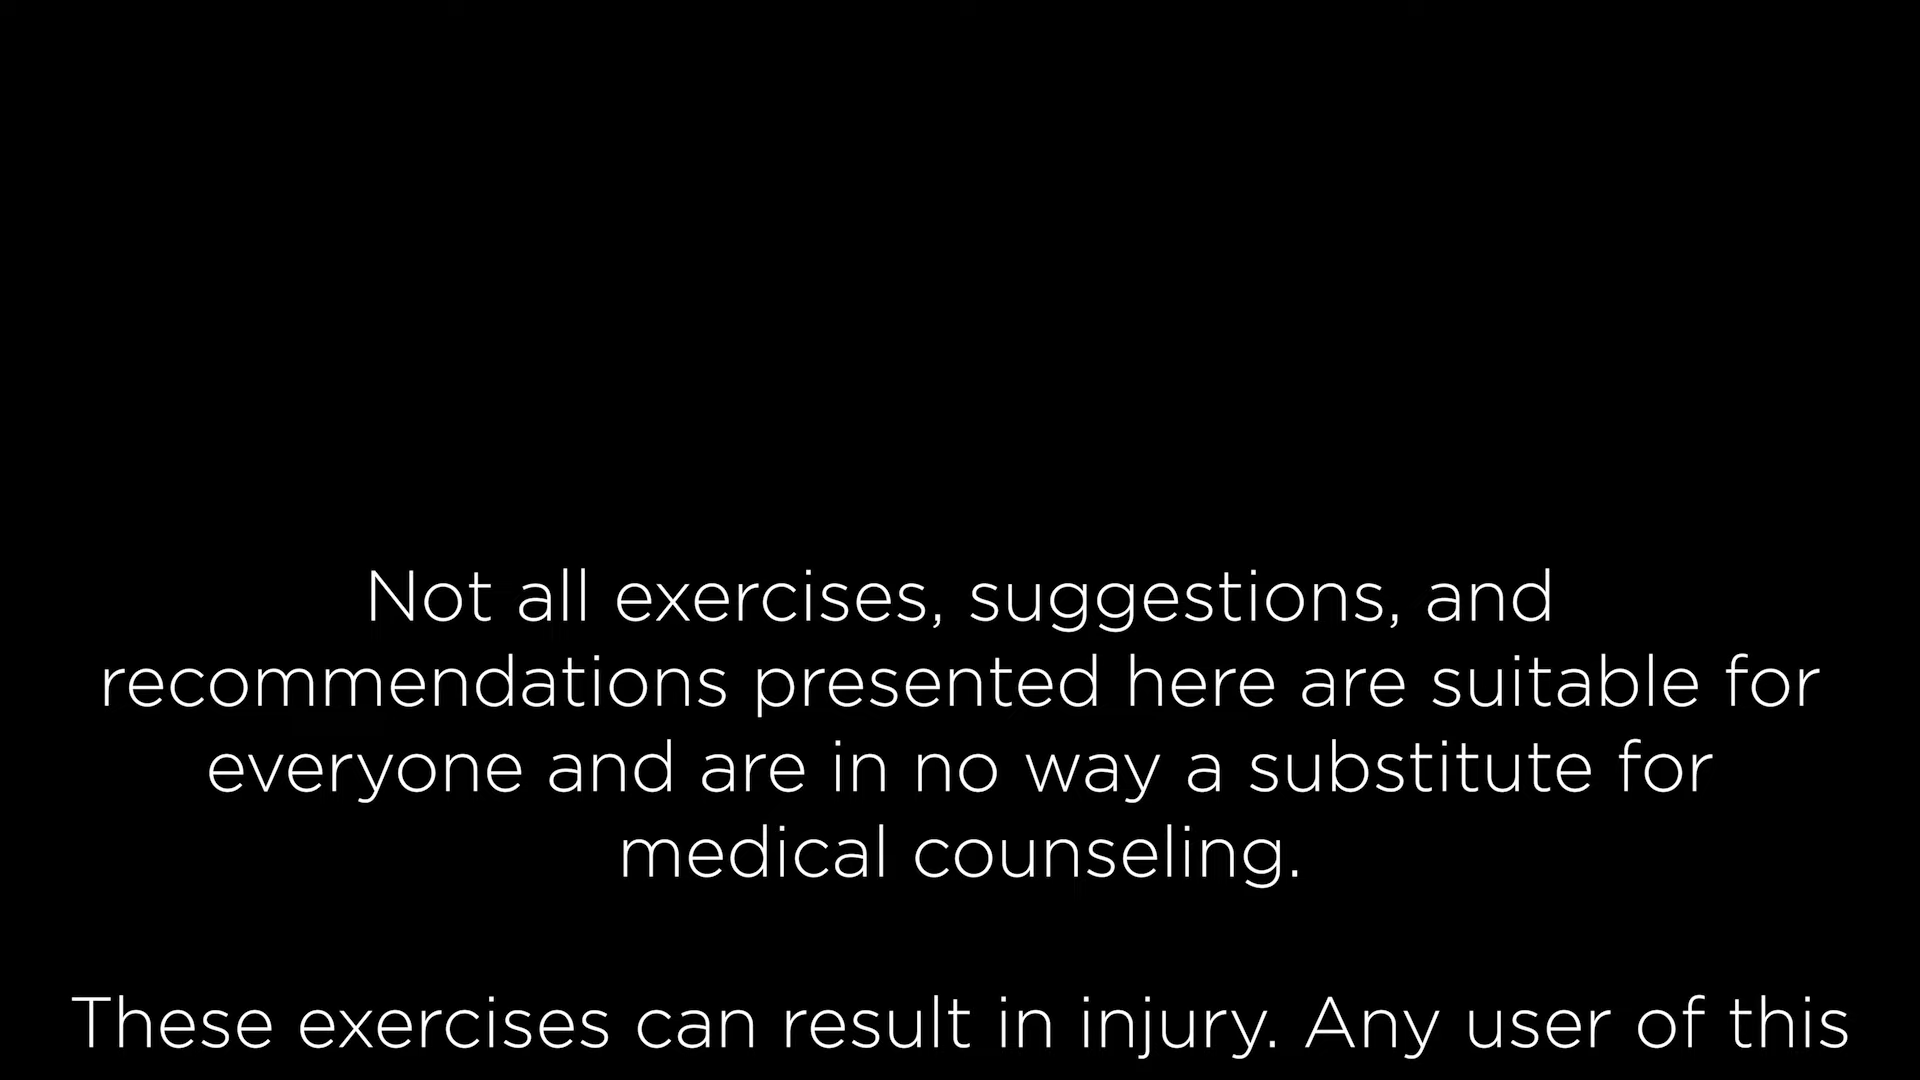 Not all exercises, suggestions, and
recommendations presented here are suitable for
everyone and are in no way a substitute for
medical counseling.
These exercises can result in injury. Any user of this